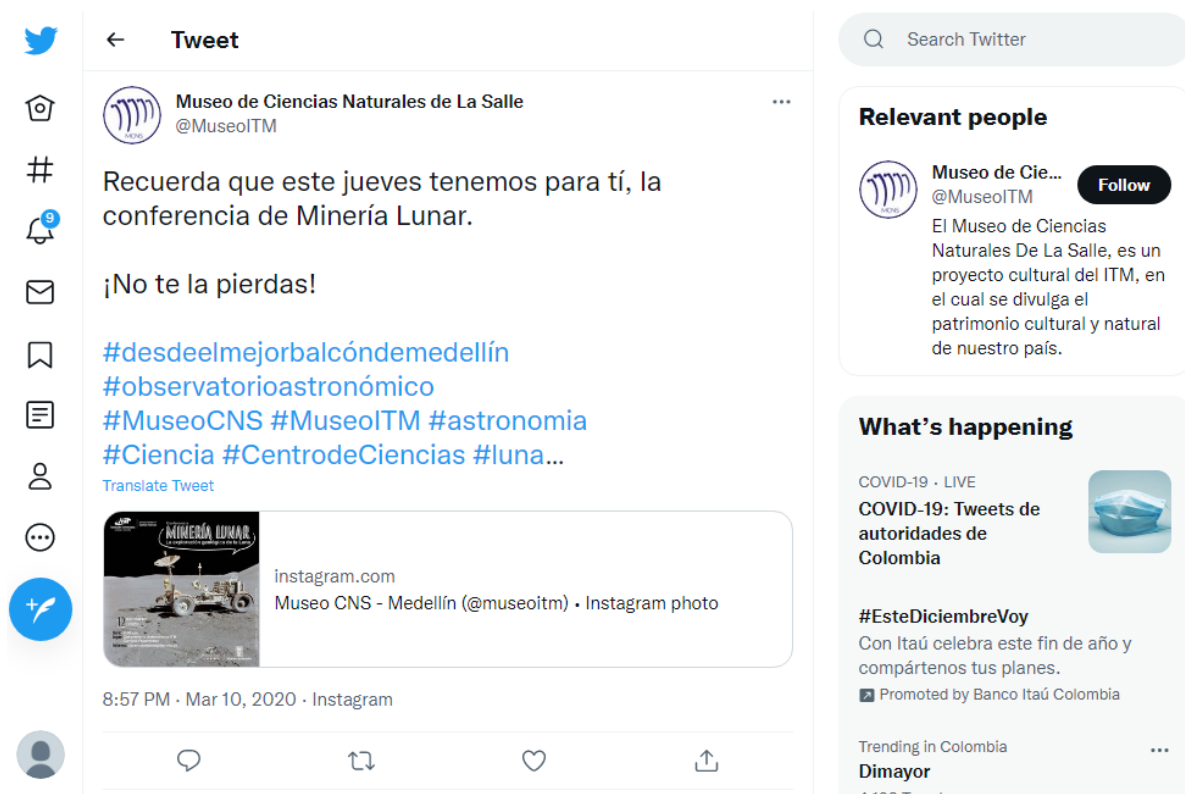 Tweet
Museo de Ciencias Naturales de La Salle
@MuseoITM
Recuerda que este jueves tenemos para tí, la
conferencia de Minería Lunar.
¡No te la pierdas!
#desdeelmejorbalcóndemedellín
#observatorioastronómico
#MuseoCNS #MuseoITM #astronomia
#Ciencia #CentrodeCiencias #luna...
Translate Tweet
MINERÍA LUNAR
La exploración geológica de la Luna
instagram.com
Museo CNS - Medellín (@museoitm) • Instagram photo
8:57 PM · Mar 10, 2020 · Instagram
9
Search Twitter
Relevant people
Museo de Cie...
@MuseoITM
Follow
El Museo de Ciencias
Naturales De La Salle, es un
proyecto cultural del ITM, en
el cual se divulga el
patrimonio cultural y natural
de nuestro país.
What's happening
COVID-19 · LIVE
COVID-19: Tweets de
autoridades de
Colombia
#EsteDiciembreVoy
Con Itaú celebra este fin de año y
compártenos tus planes.
Promoted by Banco Itaú Colombia
Trending in Colombia
Dimayor